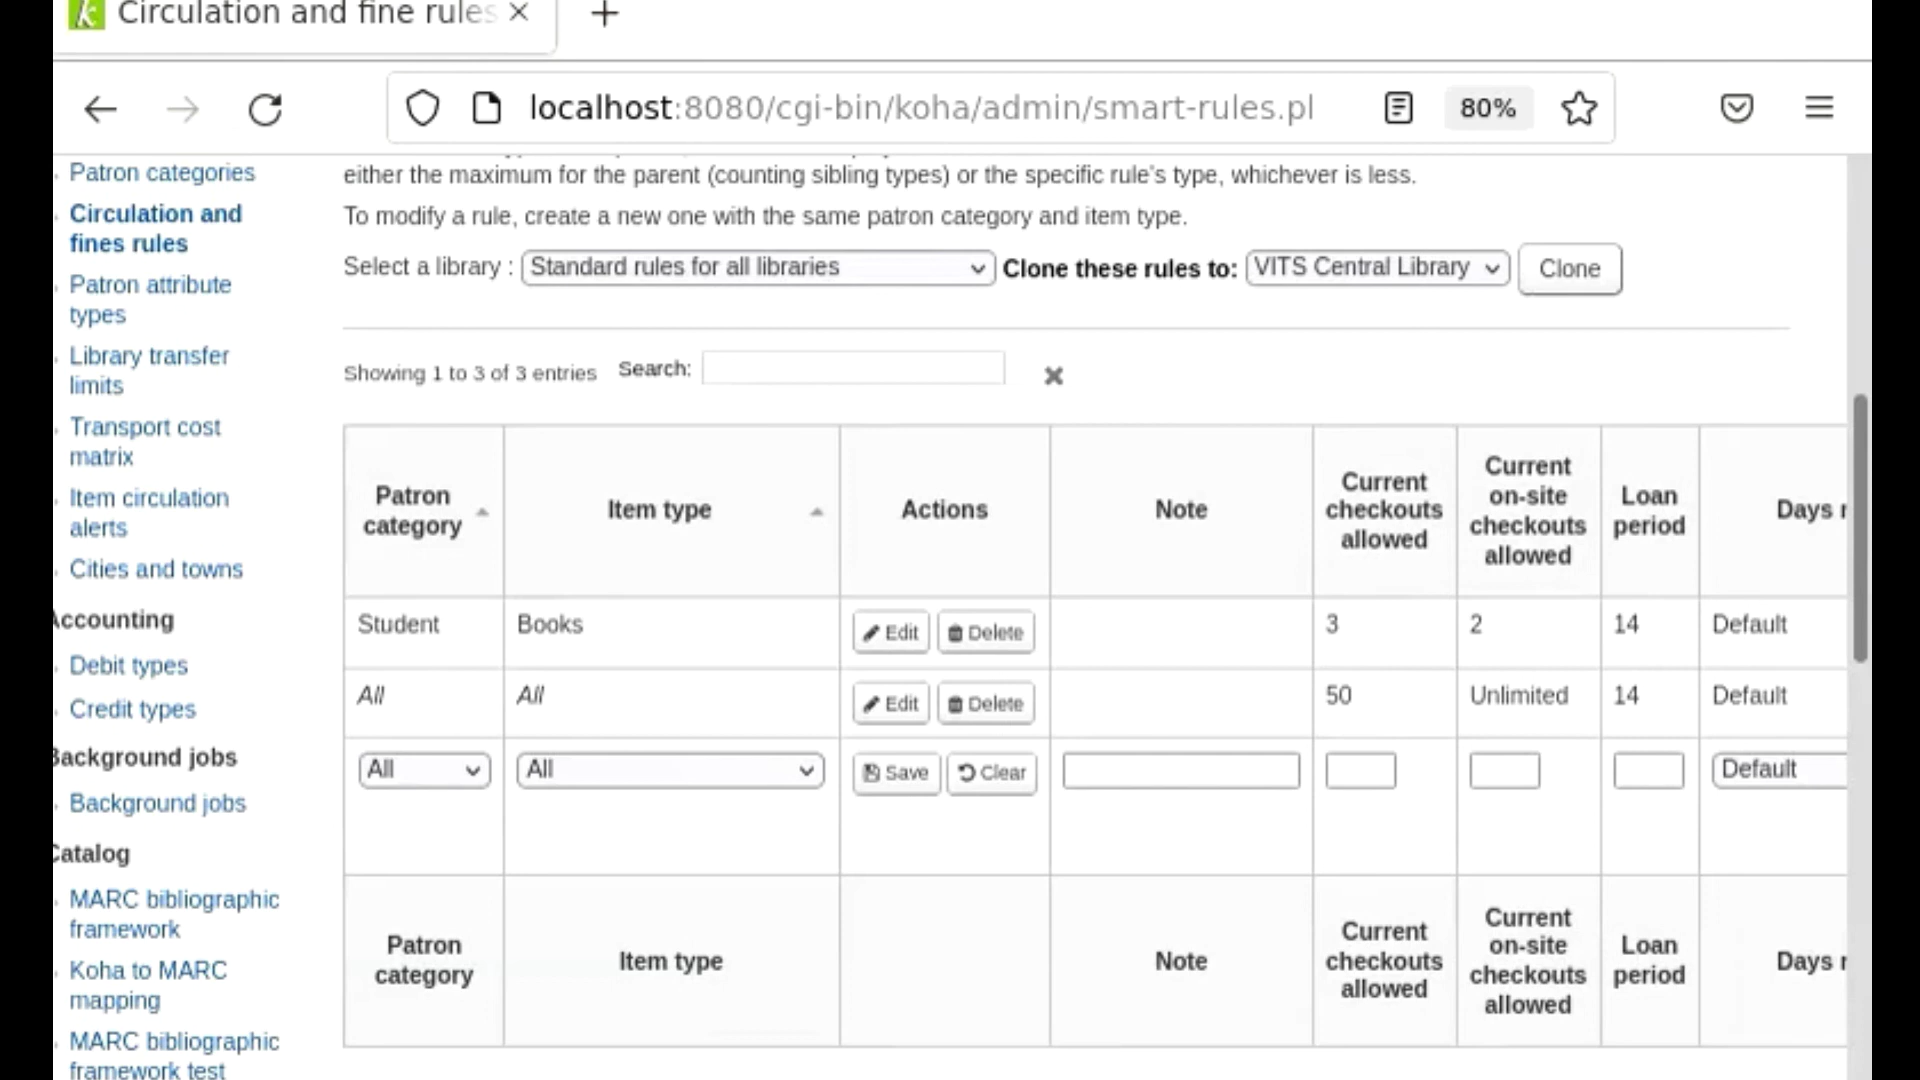 Circulation and fine rules
localhost:8080/cgi-bin/koha/admin/smart-rules.pl
80%
Patron categories
Circulation and
fines rules
Patron attribute
types
Library transfer
limits
Transport cost
matrix
Item circulation
alerts
Cities and towns
Accounting
Debit types
Credit types
Background jobs
Background jobs
Catalog
MARC bibliographic
framework
Koha to MARC
mapping
MARC bibliographic
framework test
either the maximum for the parent (counting sibling types) or the specific rule's type, whichever is less.
To modify a rule, create a new one with the same patron category and item type.
Select a library : Standard rules for all libraries Clone these rules to: VITS Central Library Clone
Showing 1 to 3 of 3 entries Search:
Patron category Item type Actions Note Current checkouts allowed Current on-site checkouts allowed Loan period Days
Student Books Edit Delete 3 2 14 Default
All All Edit Delete 50 Unlimited 14 Default
All All Save Clear Default
Patron category Item type Note Current checkouts allowed Current on-site checkouts allowed Loan period Days